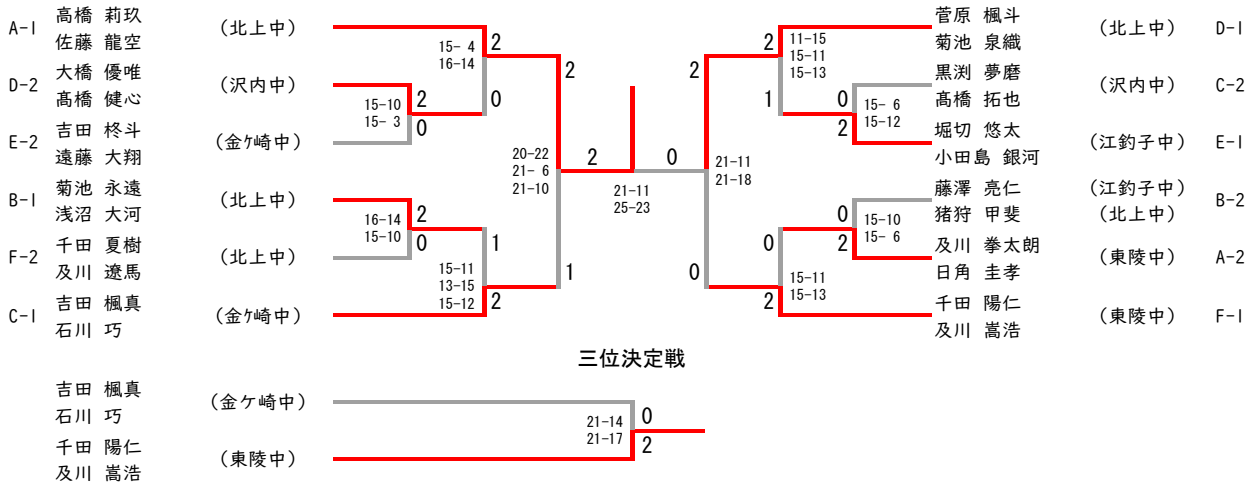 A-1 高橋 莉玖 (北上中)
佐藤 龍空
D-2 大橋 優唯 (沢内中)
髙橋 健心
E-2 吉田 柊斗 (金ケ崎中)
遠藤 大翔
B-1 菊池 永遠 (北上中)
浅沼 大河
F-2 千田 夏樹 (北上中)
及川 遼馬
C-1 吉田 楓真 (金ケ崎中)
石川 巧
2
15- 4
16-14
0
2
15-10
15- 3
0
2
20-22
21- 6
21-10
1
2
16-14
15-10
0
1
15-11
13-15
15-12
2
2
0
21-11
25-23
2
21-11
21-18
0
2
11-15
15-11
15-13
1
0
15- 6
15-12
2
0
15-10
15- 6
2
0
15-11
15-13
2
菅原 楓斗 (北上中) D-1
菊池 泉織
黒渕 夢磨 (沢内中) C-2
髙橋 拓也
堀切 悠太 (江釣子中) E-1
小田島 銀河
藤澤 亮仁 (江釣子中) B-2
猪狩 甲斐 (北上中)
及川 拳太朗 (東陵中) A-2
日角 圭孝
千田 陽仁 (東陵中) F-1
及川 嵩浩
三位決定戦
吉田 楓真 (金ケ崎中)
石川 巧
千田 陽仁 (東陵中)
及川 嵩浩
0
21-14
21-17
2